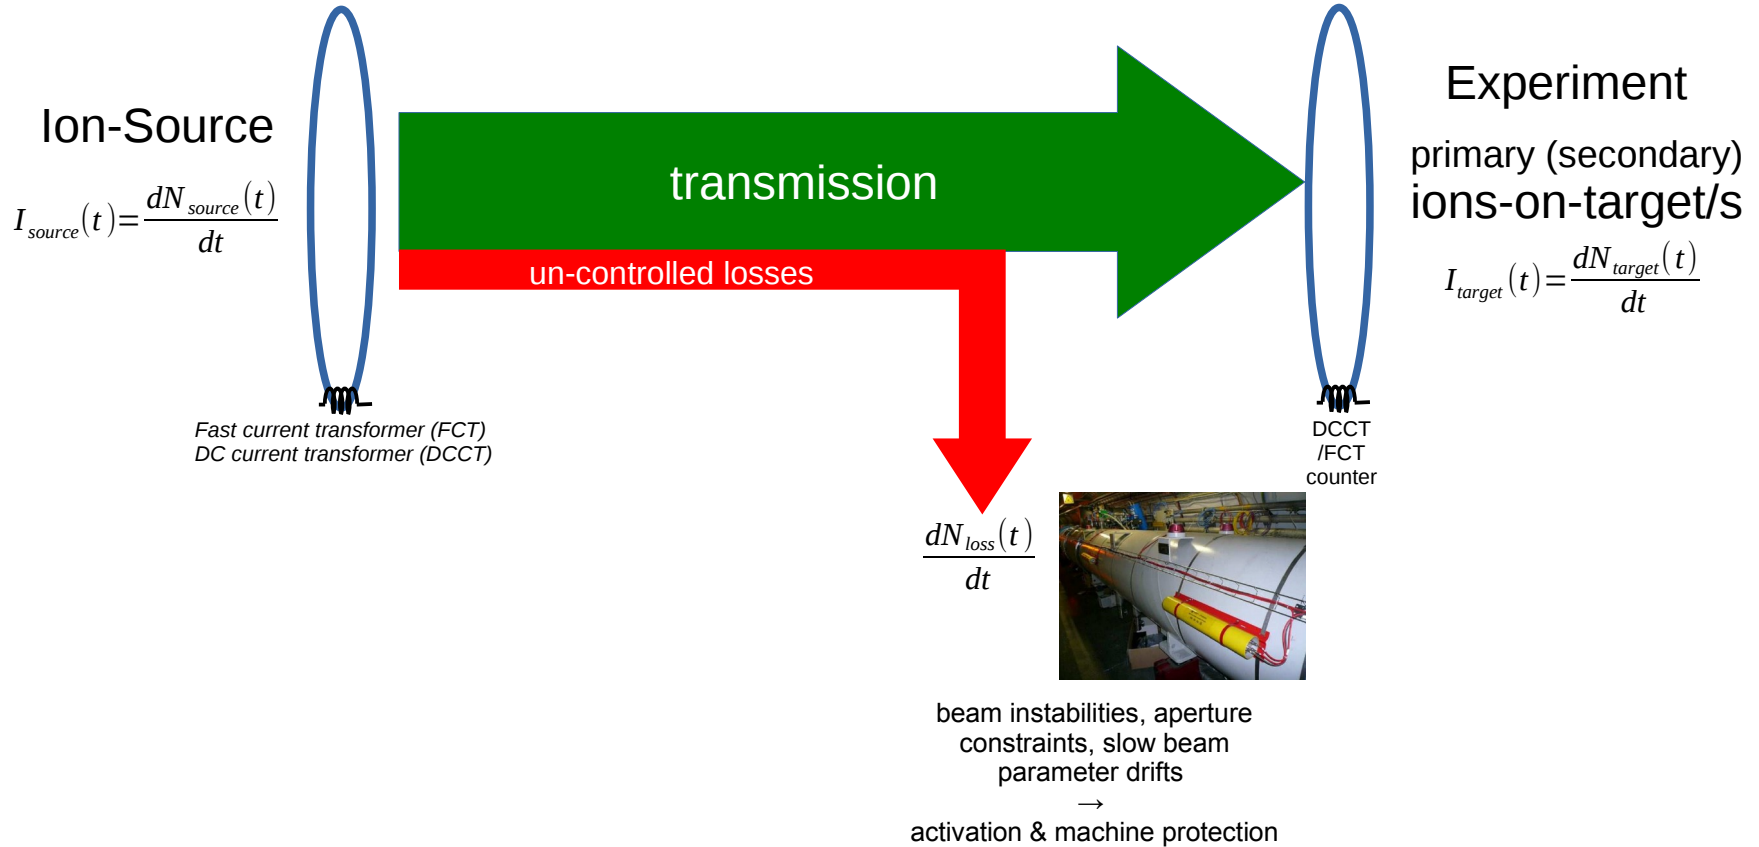 Ion-Source
I_source(t)=dN_source(t)/dt
Fast current transformer (FCT)
DC current transformer (DCCT)
transmission
un-controlled losses
dN_loss(t)/dt
beam instabilities, aperture
constraints, slow beam
parameter drifts
→
activation & machine protection
Experiment
primary (secondary)
ions-on-target/s
I_target(t)=dN_target(t)/dt
DCCT
/FCT
counter